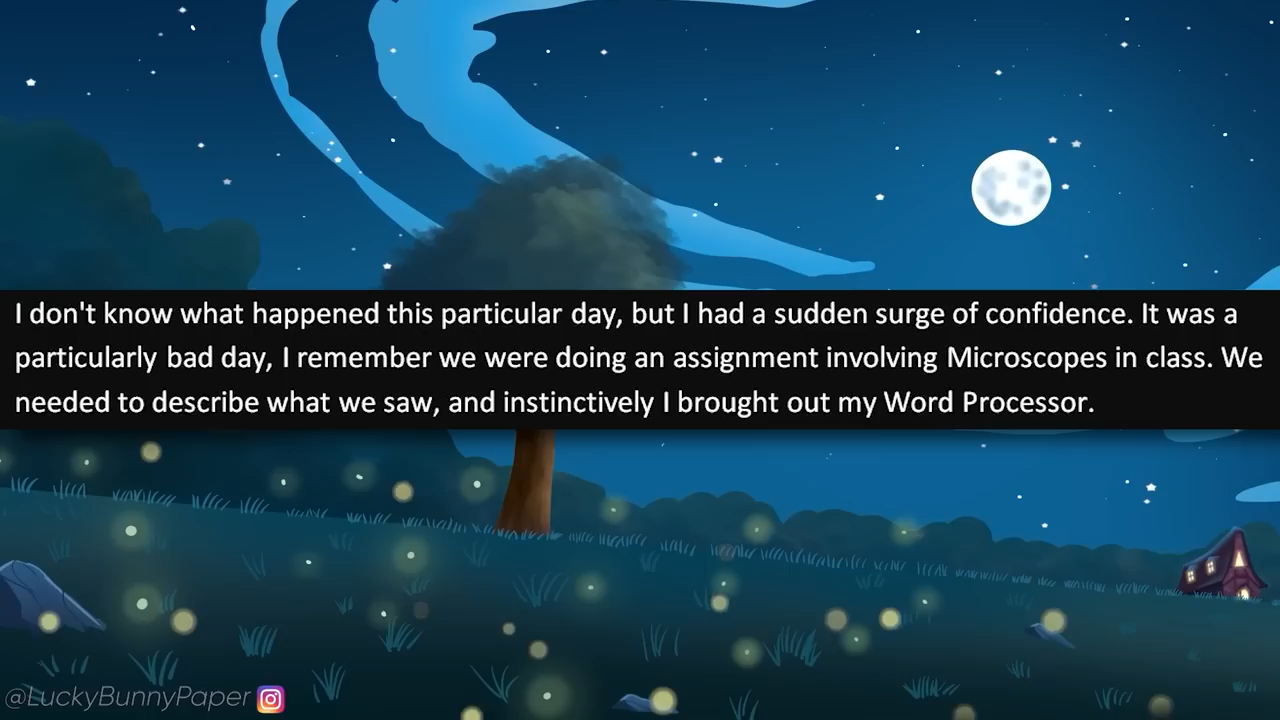 I don't know what happened this particular day, but I had a sudden surge of confidence. It was a
particularly bad day, I remember we were doing an assignment involving Microscopes in class. We
needed to describe what we saw, and instinctively I brought out my Word Processor.
@LuckyBunnyPaper